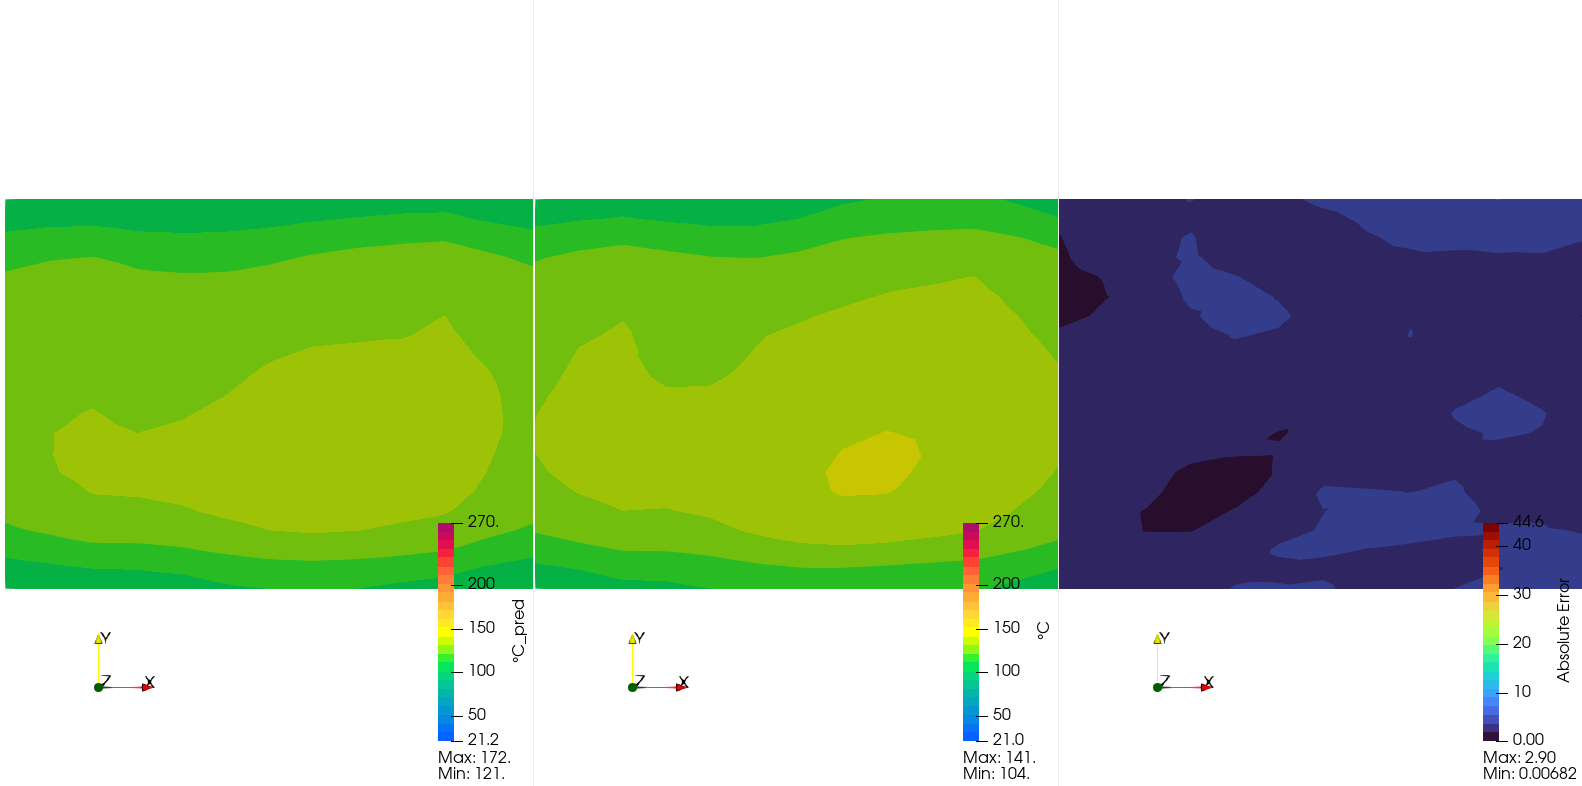 270.
200
150
100
50
21.2
°C_pred
Max: 172.
Min: 121.
Y
Z
X
270.
200
150
100
50
21.0
°C
Max: 141.
Min: 104.
Y
Z
X
44.6
40
30
20
10
0.00
Absolute Error
Max: 2.90
Min: 0.00682
Y
Z
X